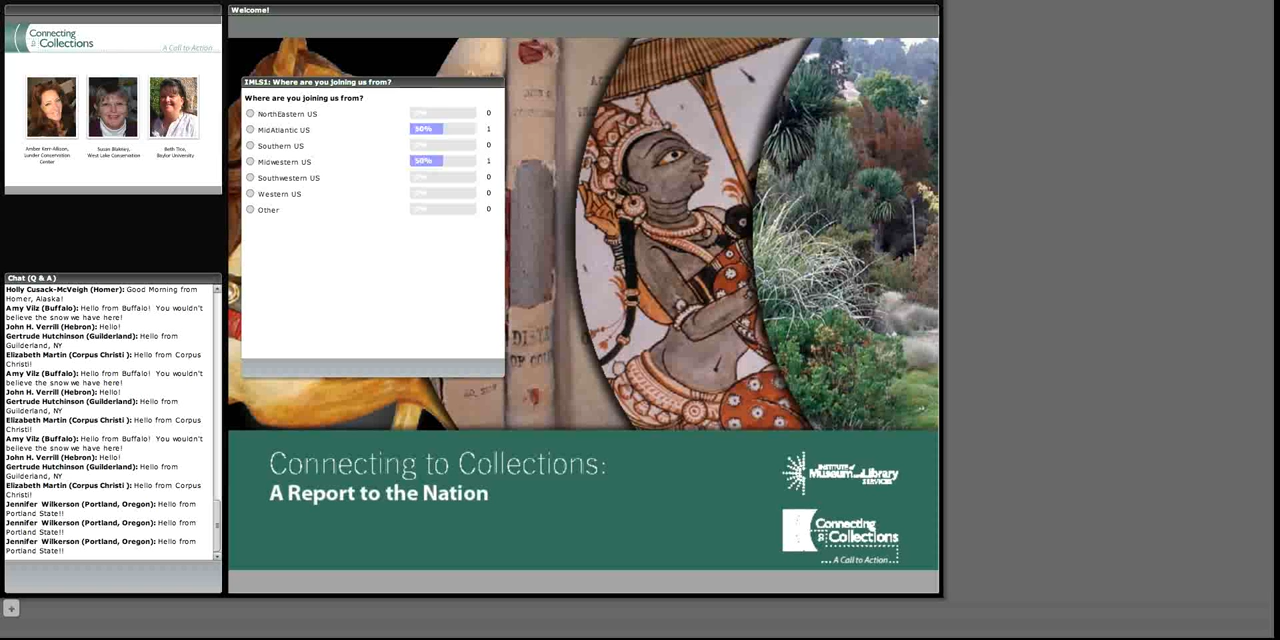 Connecting
to Collections
A Call to Action
Amber Kerr-Allison,
Lunder Conservation
Center
Susan Blakney,
West Lake Conservation
Beth Tice,
Baylor University
Chat (Q & A)
Holly Cusack-McVeigh (Homer): Good Morning from
Homer, Alaska!
Amy Vilz (Buffalo): Hello from Buffalo! You wouldn't
believe the snow we have here!
John H. Verrill (Hebron): Hello!
Gertrude Hutchinson (Guilderland): Hello from
Guilderland, NY
Elizabeth Martin (Corpus Christi ): Hello from Corpus
Christi!
Amy Vilz (Buffalo): Hello from Buffalo! You wouldn't
believe the snow we have here!
John H. Verrill (Hebron): Hello!
Gertrude Hutchinson (Guilderland): Hello from
Guilderland, NY
Elizabeth Martin (Corpus Christi ): Hello from Corpus
Christi!
Amy Vilz (Buffalo): Hello from Buffalo! You wouldn't
believe the snow we have here!
John H. Verrill (Hebron): Hello!
Gertrude Hutchinson (Guilderland): Hello from
Guilderland, NY
Elizabeth Martin (Corpus Christi ): Hello from Corpus
Christi!
Jennifer Wilkerson (Portland, Oregon): Hello from
Portland State!!
Jennifer Wilkerson (Portland, Oregon): Hello from
Portland State!!
Jennifer Wilkerson (Portland, Oregon): Hello from
Portland State!!
Welcome!
IMLS1: Where are you joining us from?
Where are you joining us from?
NorthEastern US 0% 0
MidAtlantic US 50% 1
Southern US 0% 0
Midwestern US 50% 1
Southwestern US 0% 0
Western US 0% 0
Other 0% 0
Connecting to Collections:
A Report to the Nation
INSTITUTE of
Museum and Library
SERVICES
Connecting
to Collections
A Call to Action